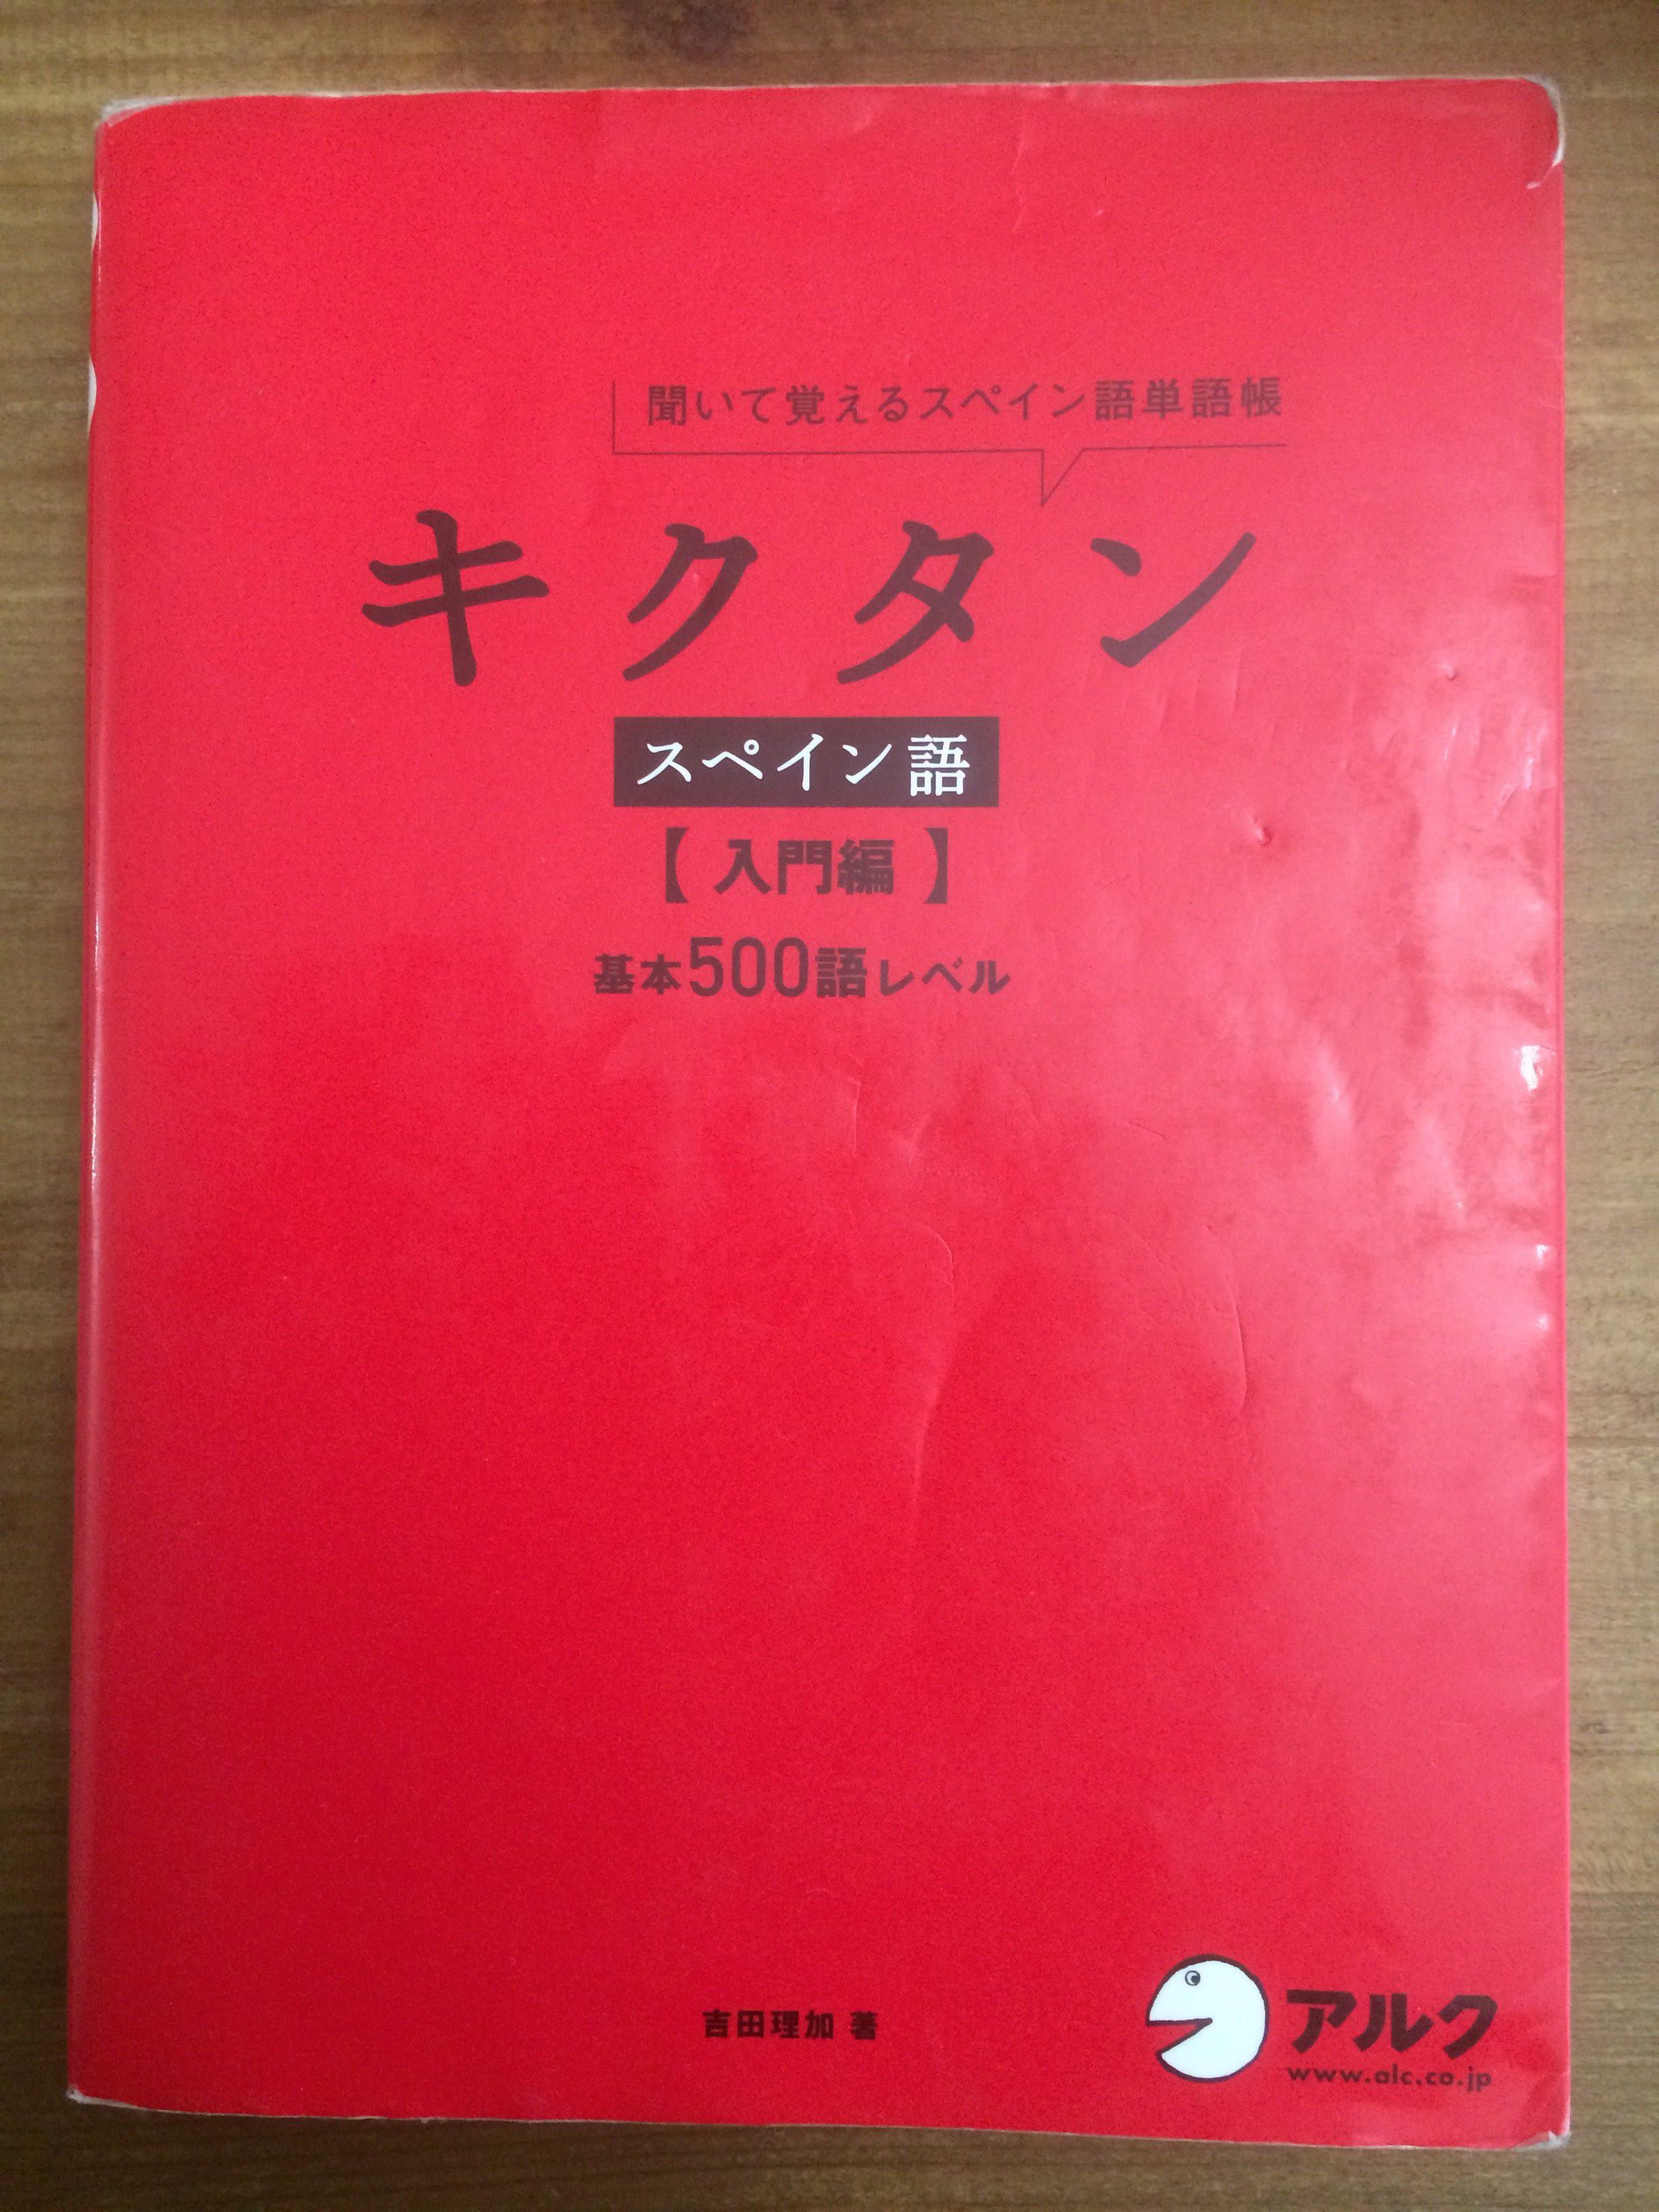 聞いて覚えるスペイン語単語帳
キクタン
スペイン語
【入門編】
基本500語レベル
吉田理加 著
アルク
www.alc.co.jp